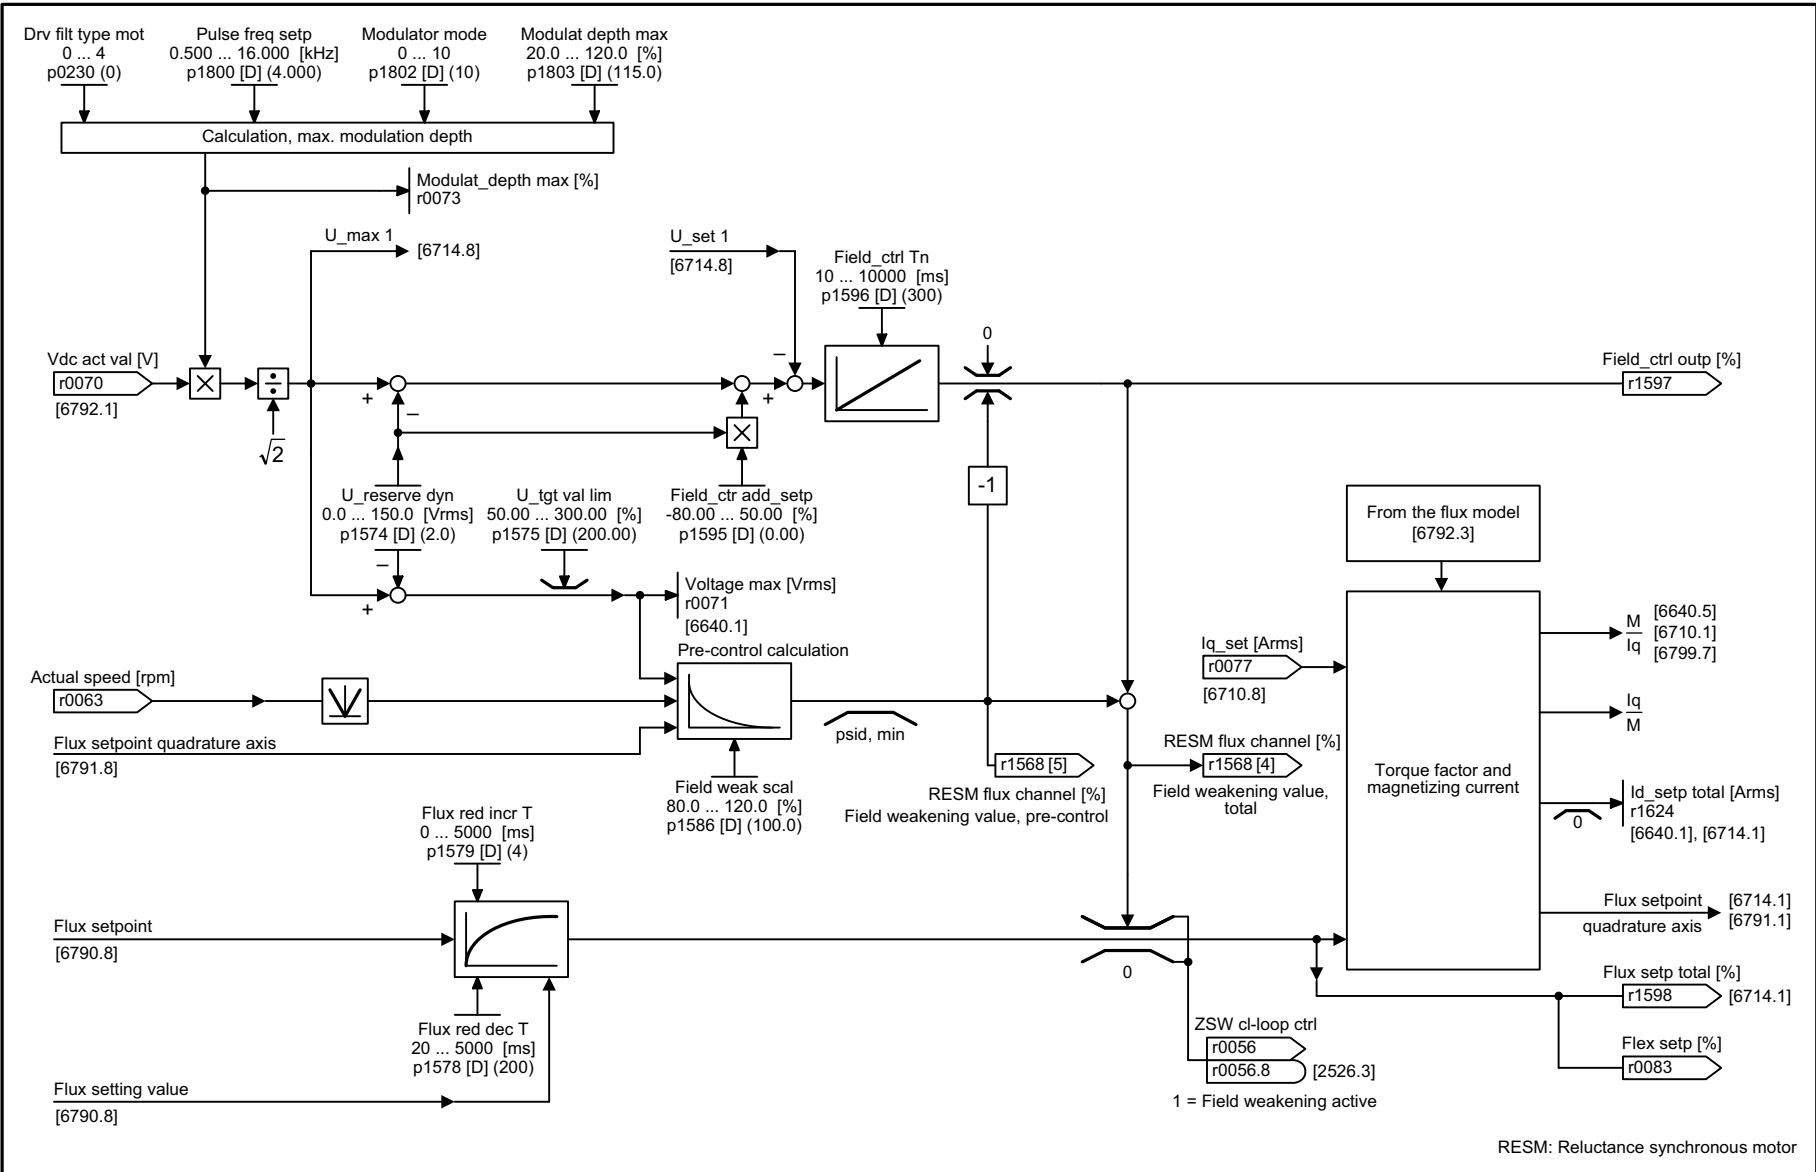 Drv filt type mot
0 ... 4
p0230 (0)
Pulse freq setp
0.500 ... 16.000 [kHz]
p1800 [D] (4.000)
Modulator mode
0 ... 10
p1802 [D] (10)
Modulat depth max
20.0 ... 120.0 [%]
p1803 [D] (115.0)
Calculation, max. modulation depth
Modulat_depth max [%]
r0073
U_max 1
[6714.8]
U_set 1
[6714.8]
Field_ctrl Tn
10 ... 10000 [ms]
p1596 [D] (300)
0
Vdc act val [V]
r0070
[6792.1]
×
÷
√2
+
–
+
–
×
Field_ctrl outp [%]
r1597
-1
U_reserve dyn
0.0 ... 150.0 [Vrms]
p1574 [D] (2.0)
U_tgt val lim
50.00 ... 300.00 [%]
p1575 [D] (200.00)
Field_ctr add_setp
-80.00 ... 50.00 [%]
p1595 [D] (0.00)
From the flux model
[6792.3]
–
+
Voltage max [Vrms]
r0071
[6640.1]
Pre-control calculation
Actual speed [rpm]
r0063
Flux setpoint quadrature axis
[6791.8]
psid, min
Field weak scal
80.0 ... 120.0 [%]
p1586 [D] (100.0)
r1568 [5]
RESM flux channel [%]
Field weakening value, pre-control
RESM flux channel [%]
r1568 [4]
Field weakening value,
total
Iq_set [Arms]
r0077
[6710.8]
Torque factor and
magnetizing current
M
Iq
[6640.5]
[6710.1]
[6799.7]
Iq
M
0
Id_setp total [Arms]
r1624
[6640.1], [6714.1]
Flux setpoint
quadrature axis
[6714.1]
[6791.1]
Flux red incr T
0 ... 5000 [ms]
p1579 [D] (4)
Flux setpoint
[6790.8]
Flux red dec T
20 ... 5000 [ms]
p1578 [D] (200)
Flux setting value
[6790.8]
0
ZSW cl-loop ctrl
r0056
r0056.8
[2526.3]
1 = Field weakening active
Flux setp total [%]
r1598
[6714.1]
Flex setp [%]
r0083
RESM: Reluctance synchronous motor